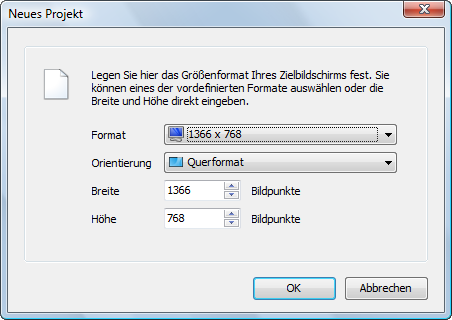 Neues Projekt
Legen Sie hier das Größenformat Ihres Zielbildschirms fest. Sie
können eines der vordefinierten Formate auswählen oder die
Breite und Höhe direkt eingeben.
Format 1366 x 768
Orientierung Querformat
Breite 1366 Bildpunkte
Höhe 768 Bildpunkte
OK Abbrechen